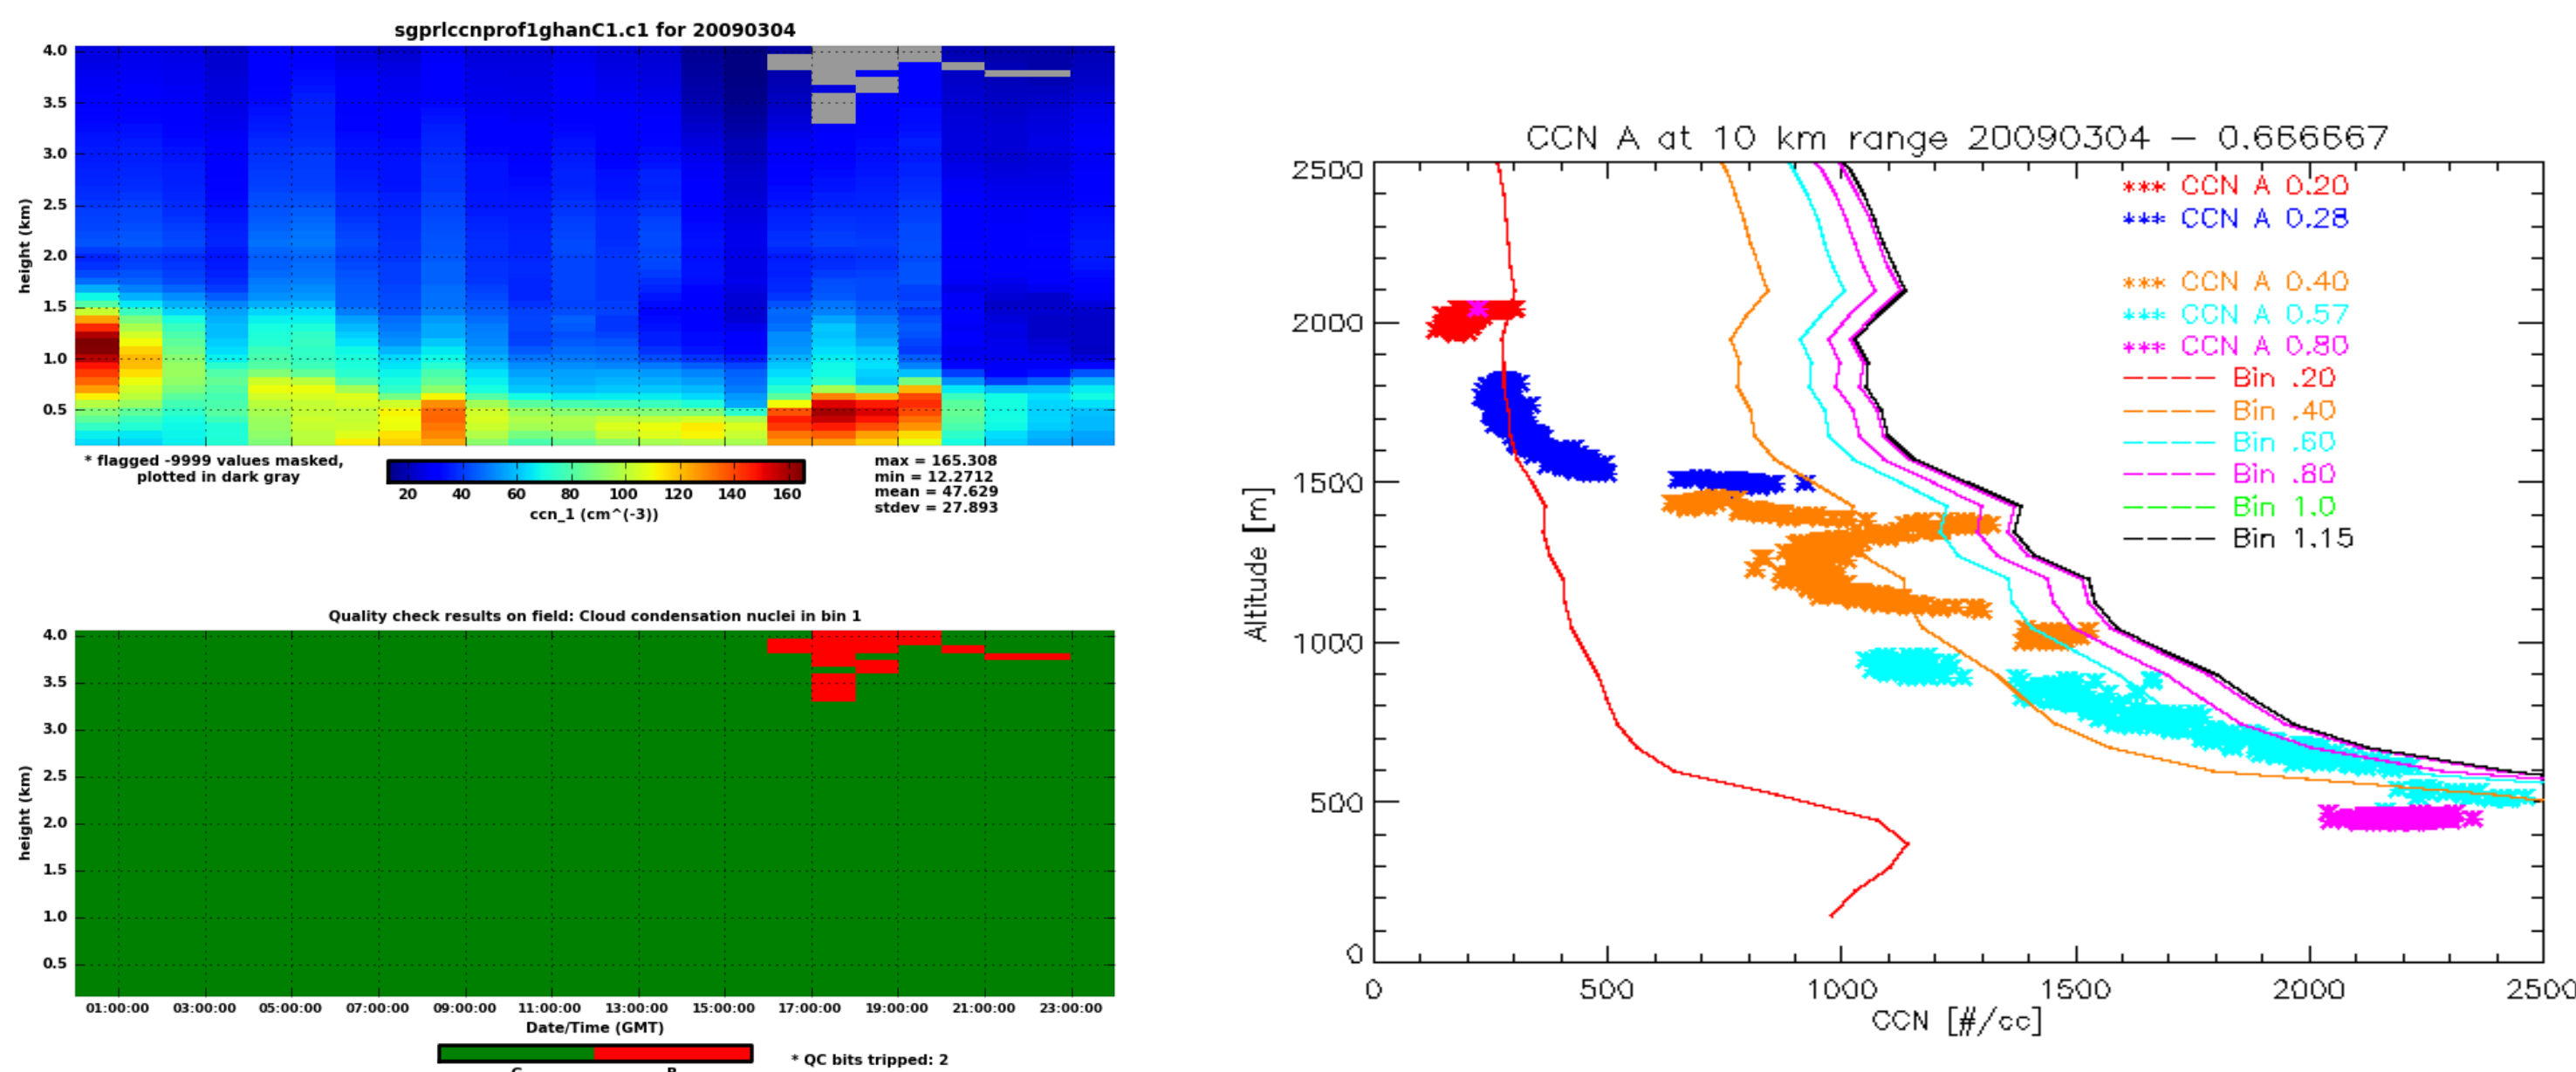 sgprlccnprof1ghanC1.c1 for 20090304
4.0
3.5
3.0
2.5
2.0
1.5
1.0
0.5
height (km)
* flagged -9999 values masked,
plotted in dark gray
20 40 60 80 100 120 140 160
ccn_1 (cm^(-3))
max = 165.308
min = 12.2712
mean = 47.629
stdev = 27.893
Quality check results on field: Cloud condensation nuclei in bin 1
4.0
3.5
3.0
2.5
2.0
1.5
1.0
0.5
height (km)
01:00:00 03:00:00 05:00:00 07:00:00 09:00:00 11:00:00 13:00:00 15:00:00 17:00:00 19:00:00 21:00:00 23:00:00
Date/Time (GMT)
* QC bits tripped: 2
CCN A at 10 km range 20090304 – 0.666667
2500
2000
1500
1000
500
0
Altitude [m]
*** CCN A 0.20
*** CCN A 0.28
*** CCN A 0.40
*** CCN A 0.57
*** CCN A 0.80
Bin .20
Bin .40
Bin .60
Bin .80
Bin 1.0
Bin 1.15
0 500 1000 1500 2000 2500
CCN [#/cc]